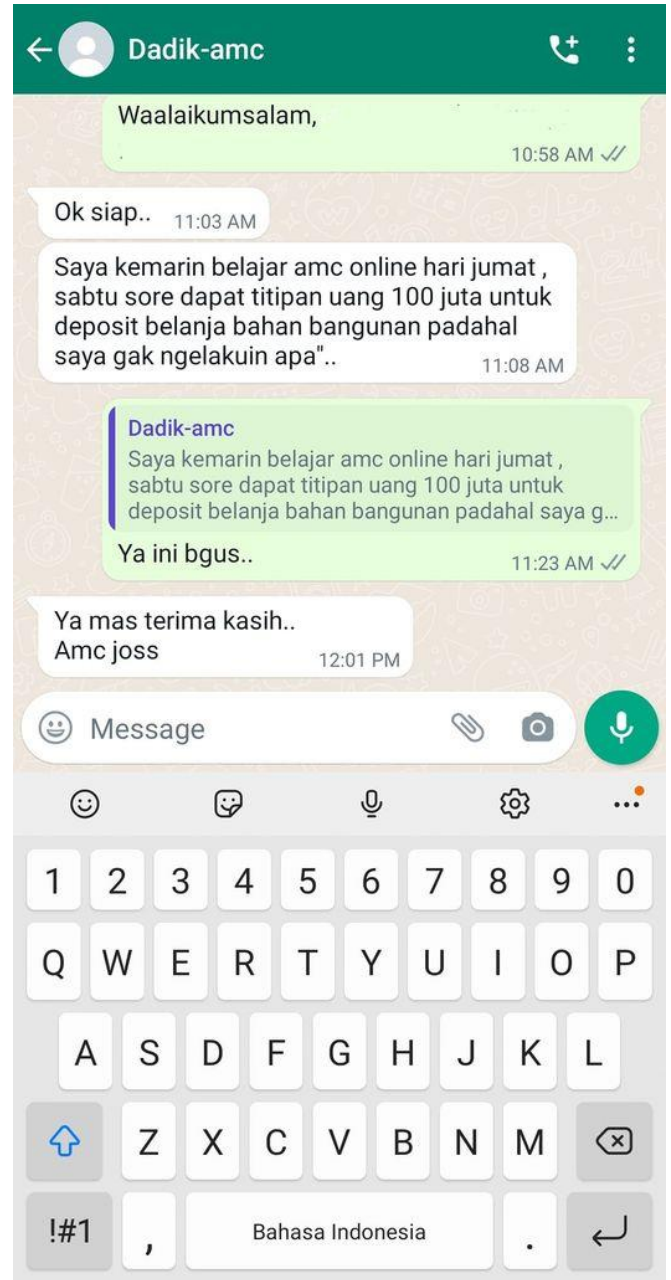 Dadik-amc
Waalaikumsalam,
.
10:58 AM
Ok siap.. 11:03 AM
Saya kemarin belajar amc online hari jumat ,
sabtu sore dapat titipan uang 100 juta untuk
deposit belanja bahan bangunan padahal
saya gak ngelakuin apa".. 11:08 AM
Dadik-amc
Saya kemarin belajar amc online hari jumat ,
sabtu sore dapat titipan uang 100 juta untuk
deposit belanja bahan bangunan padahal saya g...
Ya ini bgus.. 11:23 AM
Ya mas terima kasih..
Amc joss 12:01 PM
Message
1 2 3 4 5 6 7 8 9 0
Q W E R T Y U I O P
A S D F G H J K L
Z X C V B N M
!#1 , Bahasa Indonesia .